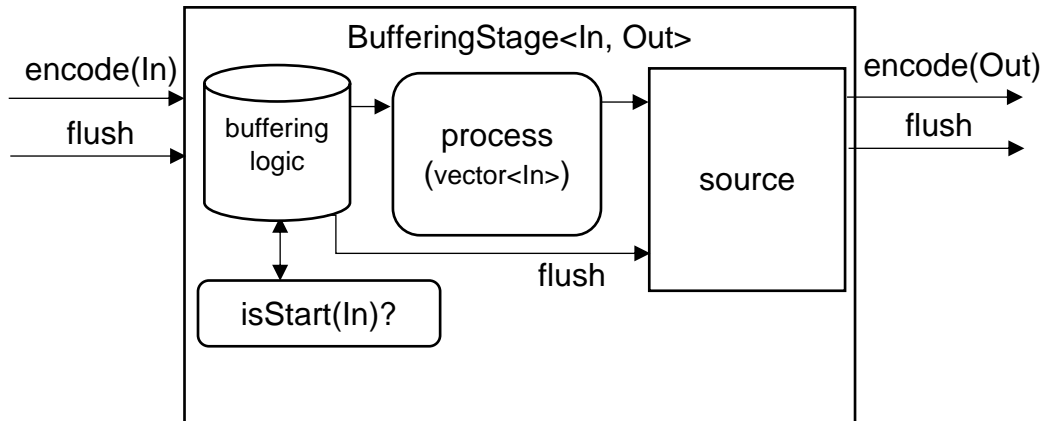 BufferingStage<In, Out>
encode(In)
flush
buffering
logic
process
(vector<In>)
source
encode(Out)
flush
flush
isStart(In)?